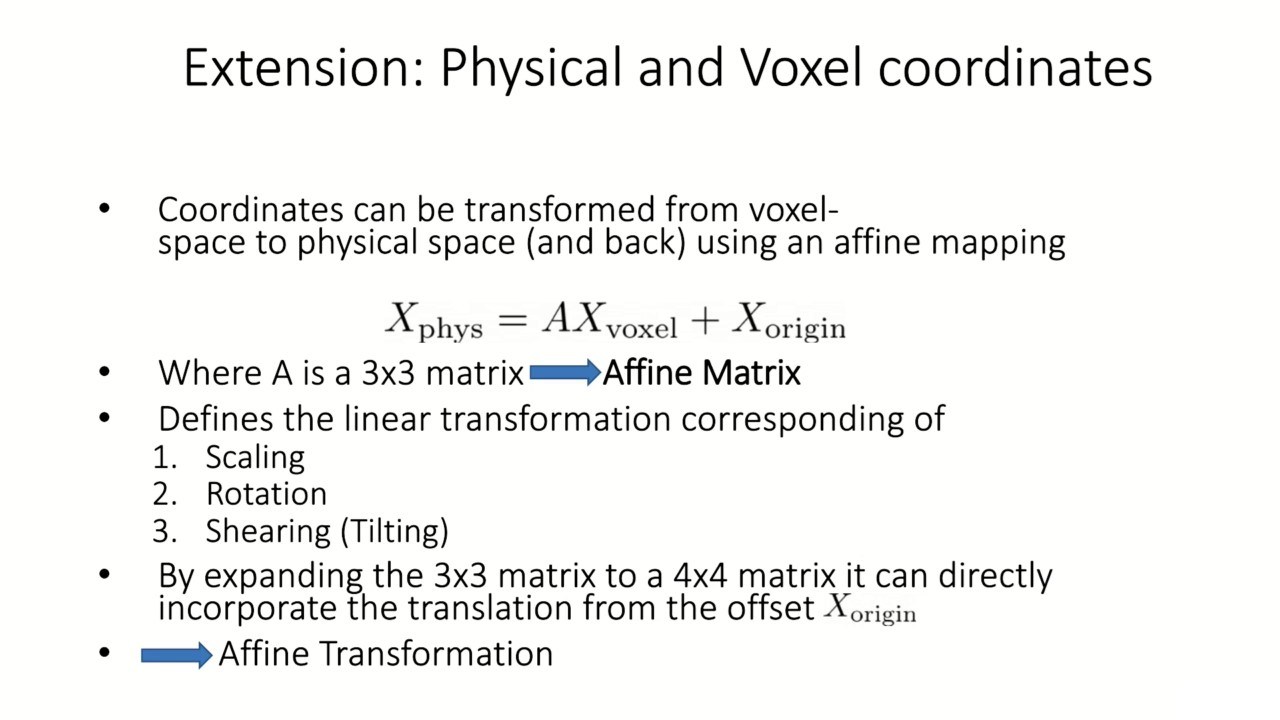 Extension: Physical and Voxel coordinates
• Coordinates can be transformed from voxel-
space to physical space (and back) using an affine mapping
X_phys = AX_voxel + X_origin
• Where A is a 3x3 matrix Affine Matrix
• Defines the linear transformation corresponding of
1. Scaling
2. Rotation
3. Shearing (Tilting)
• By expanding the 3x3 matrix to a 4x4 matrix it can directly
incorporate the translation from the offset X_origin
• Affine Transformation